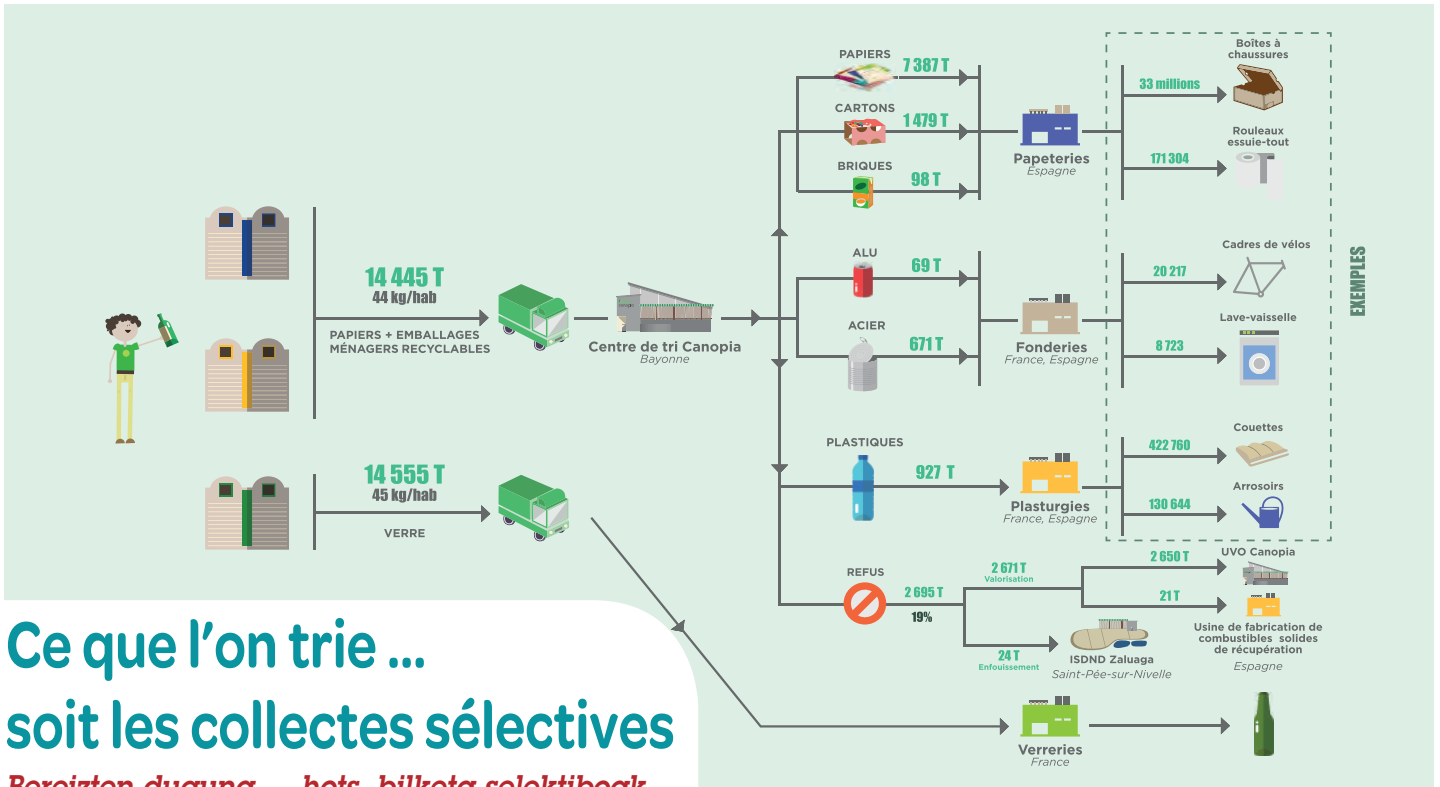 14 445 T
44 kg/hab
PAPIERS + EMBALLAGES
MÉNAGERS RECYCLABLES
14 555 T
45 kg/hab
VERRE
Centre de tri Canopia
Bayonne
PAPIERS
7 387 T
CARTONS
1 479 T
BRIQUES
98 T
Papeteries
Espagne
33 millions
Boîtes à
chaussures
171 304
Rouleaux
essuie-tout
ALU
69 T
ACIER
671 T
Fonderies
France, Espagne
20 217
Cadres de vélos
8 723
Lave-vaisselle
PLASTIQUES
927 T
Plasturgies
France, Espagne
422 760
Couettes
130 644
Arrosoirs
EXEMPLES
REFUS
2 695 T
19%
2 671 T
Valorisation
2 650 T
UVO Canopia
21 T
Usine de fabrication de
combustibles solides
de récupération
Espagne
24 T
Enfouissement
ISDND Zaluaga
Saint-Pée-sur-Nivelle
Verreries
France
Ce que l'on trie ...
soit les collectes sélectives
Bereizten duguna ... hots, bilketa selektiboak